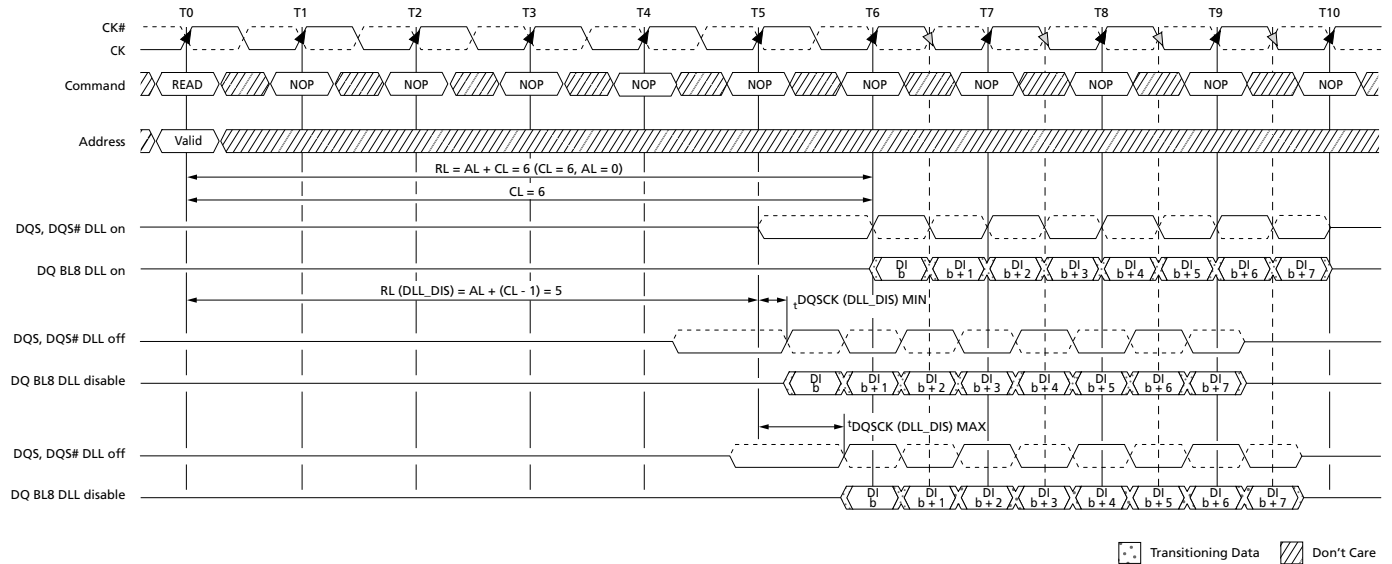 T0 T1 T2 T3 T4 T5 T6 T7 T8 T9 T10
CK#
CK
Command READ NOP NOP NOP NOP NOP NOP NOP NOP NOP NOP
Address Valid
RL = AL + CL = 6 (CL = 6, AL = 0)
CL = 6
DQS, DQS# DLL on
DQ BL8 DLL on DI b DI b + 1 DI b + 2 DI b + 3 DI b + 4 DI b + 5 DI b + 6 DI b + 7
RL (DLL_DIS) = AL + (CL - 1) = 5 tDQSCK (DLL_DIS) MIN
DQS, DQS# DLL off
DQ BL8 DLL disable DI b DI b + 1 DI b + 2 DI b + 3 DI b + 4 DI b + 5 DI b + 6 DI b + 7
tDQSCK (DLL_DIS) MAX
DQS, DQS# DLL off
DQ BL8 DLL disable DI b DI b + 1 DI b + 2 DI b + 3 DI b + 4 DI b + 5 DI b + 6 DI b + 7
Transitioning Data Don't Care